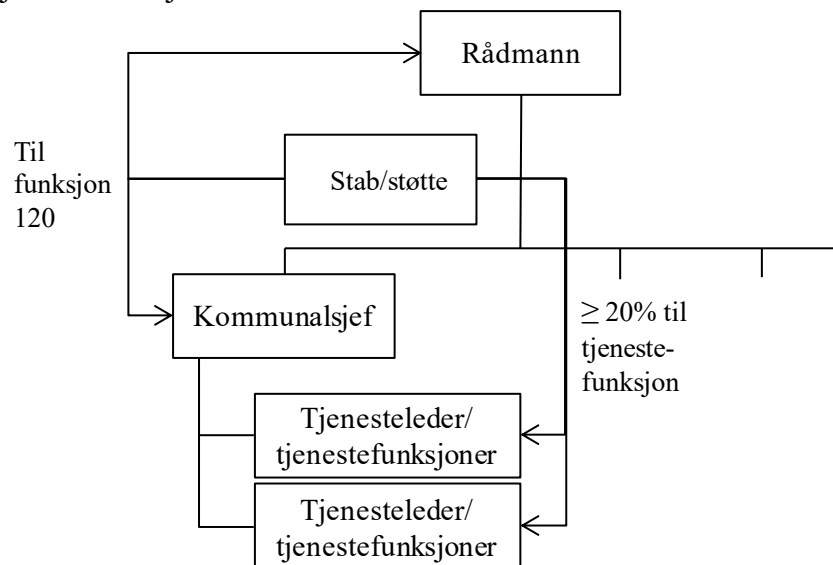 Rådmann
Til
funksjon
120
Stab/støtte
Kommunalsjef
≥ 20% til
tjeneste-
funksjon
Tjenesteleder/
tjenestefunksjoner
Tjenesteleder/
tjenestefunksjoner